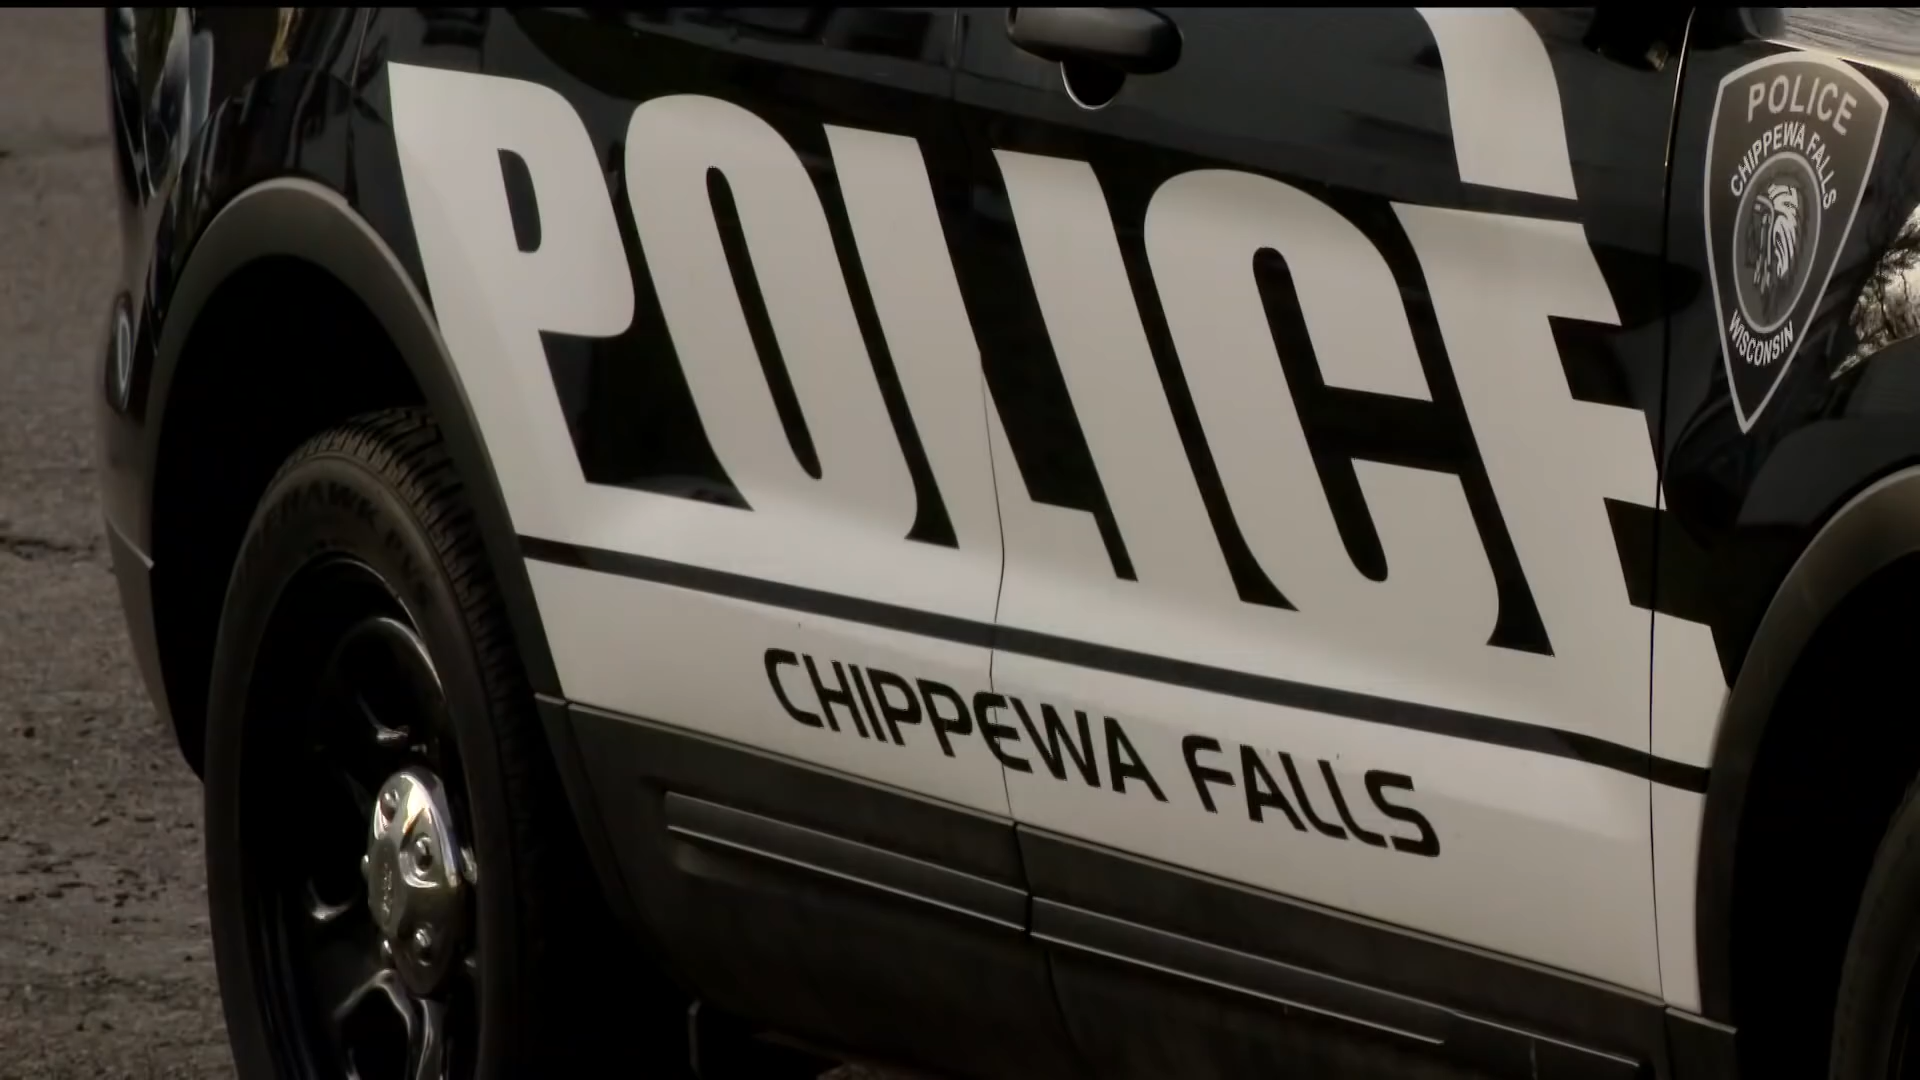 POLICE
CHIPPEWA FALLS
POLICE
CHIPPEWA FALLS
WISCONSIN